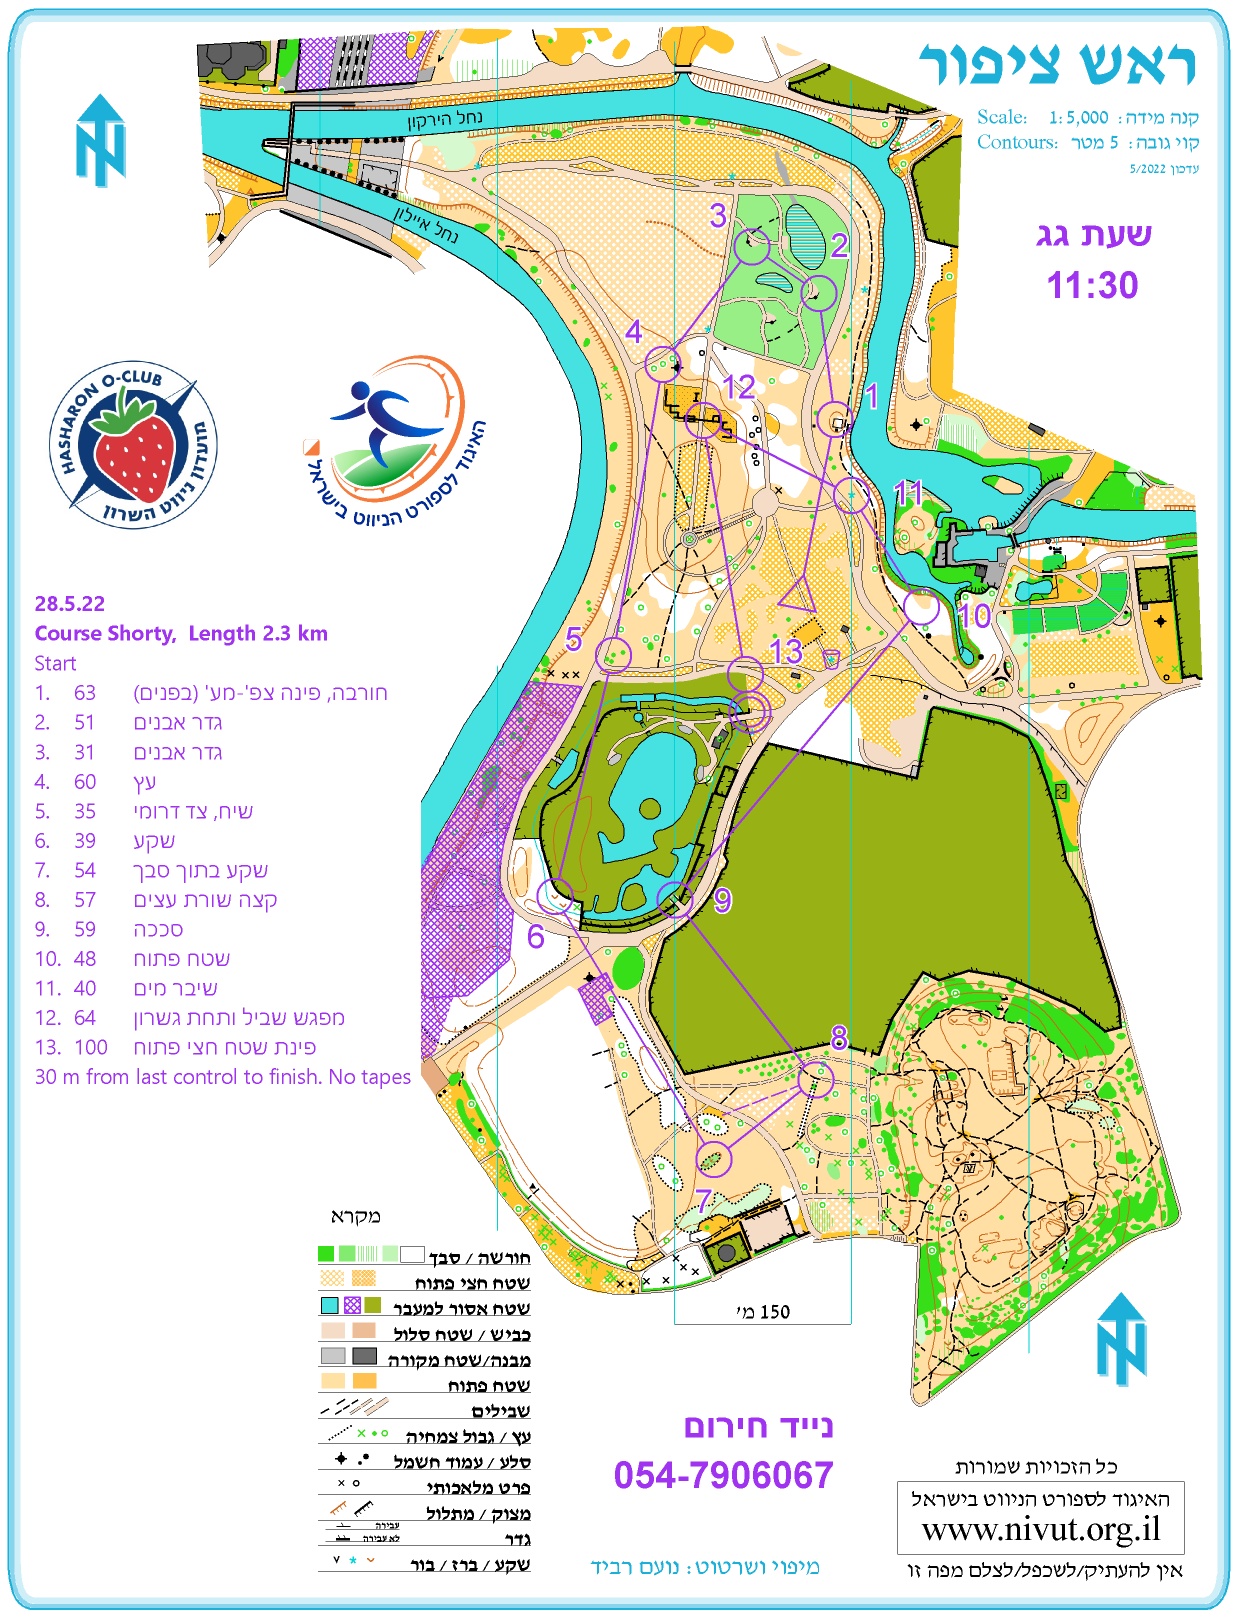 ראש ציפור
Scale: 1:5,000 קנה מידה:
Contours: קווי גובה: 5 מטר
עדכון 5/2022
שעת גג
11:30
נחל הירקון
נחל איילון
3
2
4
12
1
11
10
5
13
9
6
8
7
HASHARON O-CLUB
מועדון ניווט השרון
האיגוד לספורט הניווט בישראל
28.5.22
Course Shorty, Length 2.3 km
Start
1. 63 חורבה, פינה צפ'-מע' (בפנים)
2. 51 גדר אבנים
3. 31 גדר אבנים
4. 60 עץ
5. 35 שיח, צד דרומי
6. 39 שקע
7. 54 שקע בתוך סבך
8. 57 קצה שורת עצים
9. 59 סככה
10. 48 שטח פתוח
11. 40 שיבר מים
12. 64 מפגש שביל ותחת גשרון
13. 100 פינת שטח חצי פתוח
30 m from last control to finish. No tapes
מקרא
חורשה / סבך
שטח חצי פתוח
שטח אסור למעבר
כביש / שטח סלול
מבנה/שטח מקורה
שטח פתוח
שבילים
עץ / גבול צמחיה
סלע / עמוד חשמל
פרט מלאכותי
מצוק / מתלול
עבירה
גדר
לא עבירה
שקע / ברז / בור
150 מ'
נייד חירום
054-7906067
מיפוי ושרטוט: נועם רביד
כל הזכויות שמורות
האיגוד לספורט הניווט בישראל
www.nivut.org.il
אין להעתיק/לשכפל/לצלם מפה זו